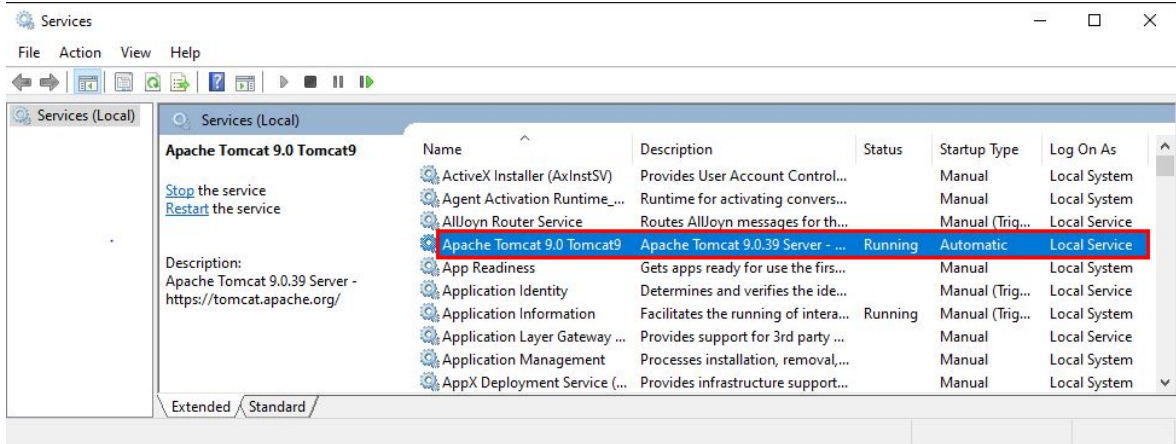 Services
File Action View Help
Services (Local)
Services (Local)
Apache Tomcat 9.0 Tomcat9
Stop the service
Restart the service
Description:
Apache Tomcat 9.0.39 Server -
https://tomcat.apache.org/
Name Description Status Startup Type Log On As
ActiveX Installer (AxInstSV) Provides User Account Control... Manual Local System
Agent Activation Runtime_... Runtime for activating convers... Manual Local System
AllJoyn Router Service Routes AllJoyn messages for th... Manual (Trig... Local Service
Apache Tomcat 9.0 Tomcat9 Apache Tomcat 9.0.39 Server - ... Running Automatic Local Service
App Readiness Gets apps ready for use the firs... Manual Local System
Application Identity Determines and verifies the ide... Manual (Trig... Local Service
Application Information Facilitates the running of intera... Running Manual (Trig... Local System
Application Layer Gateway ... Provides support for 3rd party ... Manual Local Service
Application Management Processes installation, removal,... Manual Local System
AppX Deployment Service (... Provides infrastructure support... Manual Local System
Extended Standard